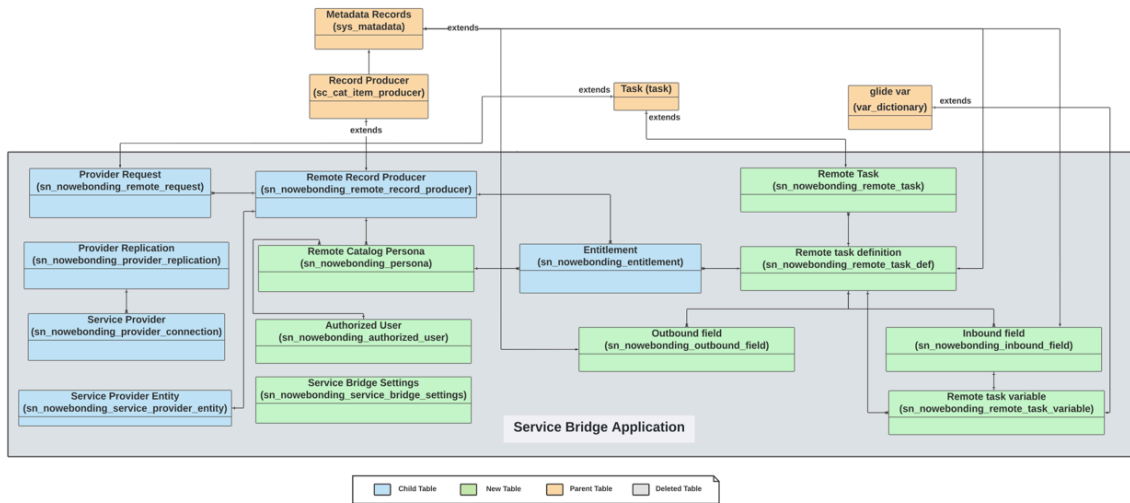 Metadata Records
(sys_matadata)
extends
Record Producer
(sc_cat_item_producer)
extends
Task (task)
extends
glide var
(var_dictionary)
extends
extends
Provider Request
(sn_nowebonding_remote_request)
Remote Record Producer
(sn_nowebonding_remote_record_producer)
Remote Task
(sn_nowebonding_remote_task)
Provider Replication
(sn_nowebonding_provider_replication)
Remote Catalog Persona
(sn_nowebonding_persona)
Entitlement
(sn_nowebonding_entitlement)
Remote task definition
(sn_nowebonding_remote_task_def)
Service Provider
(sn_nowebonding_provider_connection)
Authorized User
(sn_nowebonding_authorized_user)
Outbound field
(sn_nowebonding_outbound_field)
Inbound field
(sn_nowebonding_inbound_field)
Service Provider Entity
(sn_nowebonding_service_provider_entity)
Service Bridge Settings
(sn_nowebonding_service_bridge_settings)
Remote task variable
(sn_nowebonding_remote_task_variable)
Service Bridge Application
Child Table
New Table
Parent Table
Deleted Table